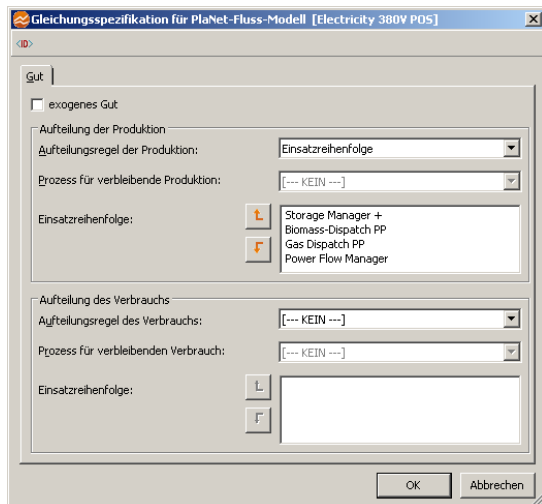 Gleichungsspezifikation für PlaNet-Fluss-Modell [Electricity 380V POS]
<ID>
Gut
exogenes Gut
Aufteilung der Produktion
Aufteilungsregel der Produktion: Einsatzreihenfolge
Prozess für verbleibende Produktion: [--- KEIN ---]
Einsatzreihenfolge:
Storage Manager +
Biomass-Dispatch PP
Gas Dispatch PP
Power Flow Manager
Aufteilung des Verbrauchs
Aufteilungsregel des Verbrauchs: [--- KEIN ---]
Prozess für verbleibenden Verbrauch: [--- KEIN ---]
Einsatzreihenfolge:
OK Abbrechen